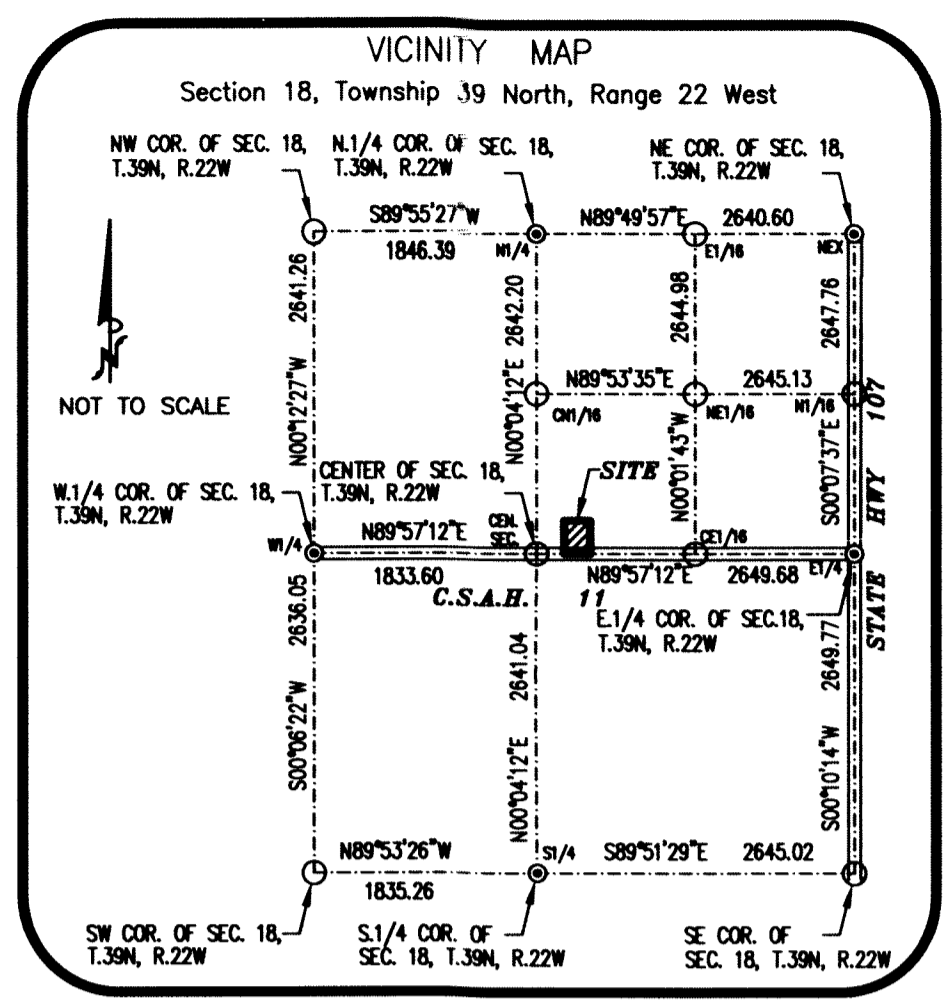 VICINITY MAP
Section 18, Township 39 North, Range 22 West
NW COR. OF SEC. 18,
T.39N, R.22W
N.1/4 COR. OF SEC. 18,
T.39N, R.22W
NE COR. OF SEC. 18,
T.39N, R.22W
S89°55'27"W
1846.39
N1/4
N89°49'57"E
2640.60
E1/16
NEX
2641.26
N00°12'27"W
2642.20
N00°04'12"E
2644.98
N00°01'43"W
2647.76
S00°07'37"E
N
NOT TO SCALE
N89°53'35"E
2645.13
CN1/16
NE1/16
N1/16
STATE HWY 107
CENTER OF SEC. 18,
T.39N, R.22W
SITE
W.1/4 COR. OF SEC. 18,
T.39N, R.22W
W1/4
N89°57'12"E
1833.60
CEN.
SEC.
CE1/16
N89°57'12"E
2649.68
E1/4
C.S.A.H. 11
E.1/4 COR. OF SEC.18,
T.39N, R.22W
2636.05
S00°06'22"W
2641.04
N00°04'12"E
2649.77
S00°10'14"W
N89°53'26"W
1835.26
S1/4
S89°51'29"E
2645.02
SW COR. OF SEC. 18,
T.39N, R.22W
S.1/4 COR. OF
SEC. 18, T.39N, R.22W
SE COR. OF
SEC. 18, T.39N, R.22W